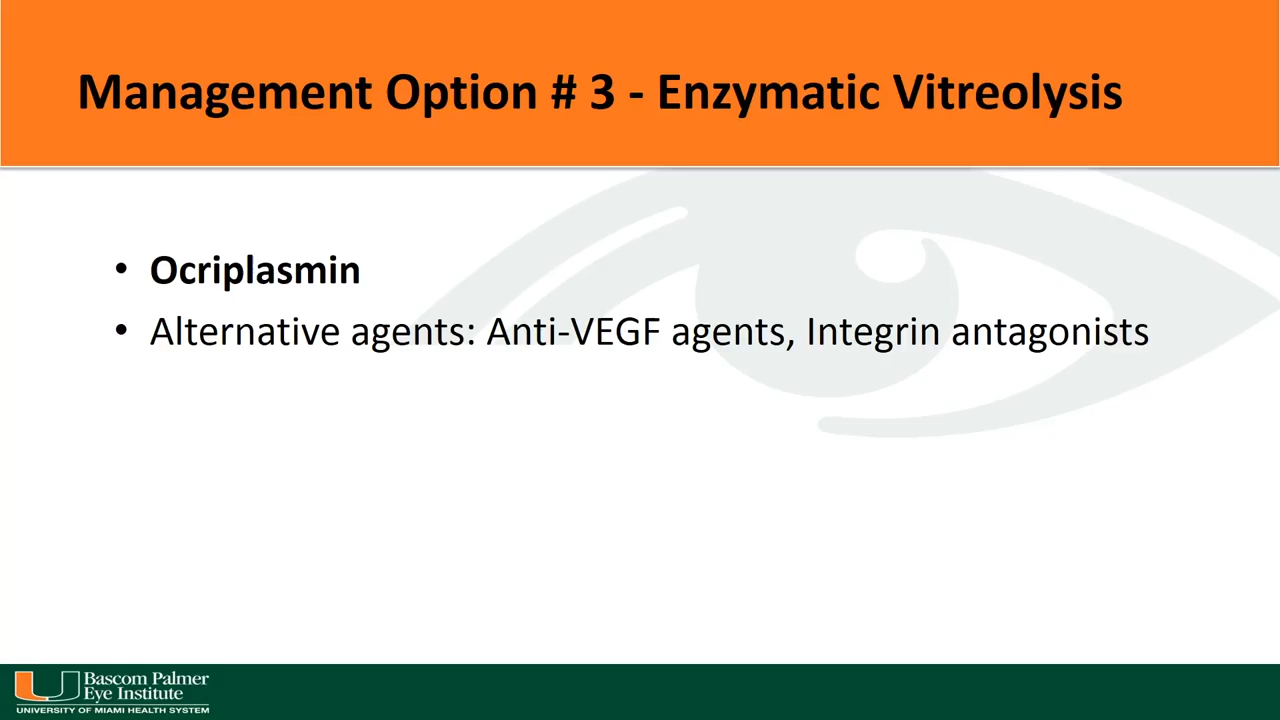 Management Option # 3 - Enzymatic Vitreolysis
• Ocriplasmin
• Alternative agents: Anti-VEGF agents, Integrin antagonists
Bascom Palmer
Eye Institute
UNIVERSITY OF MIAMI HEALTH SYSTEM